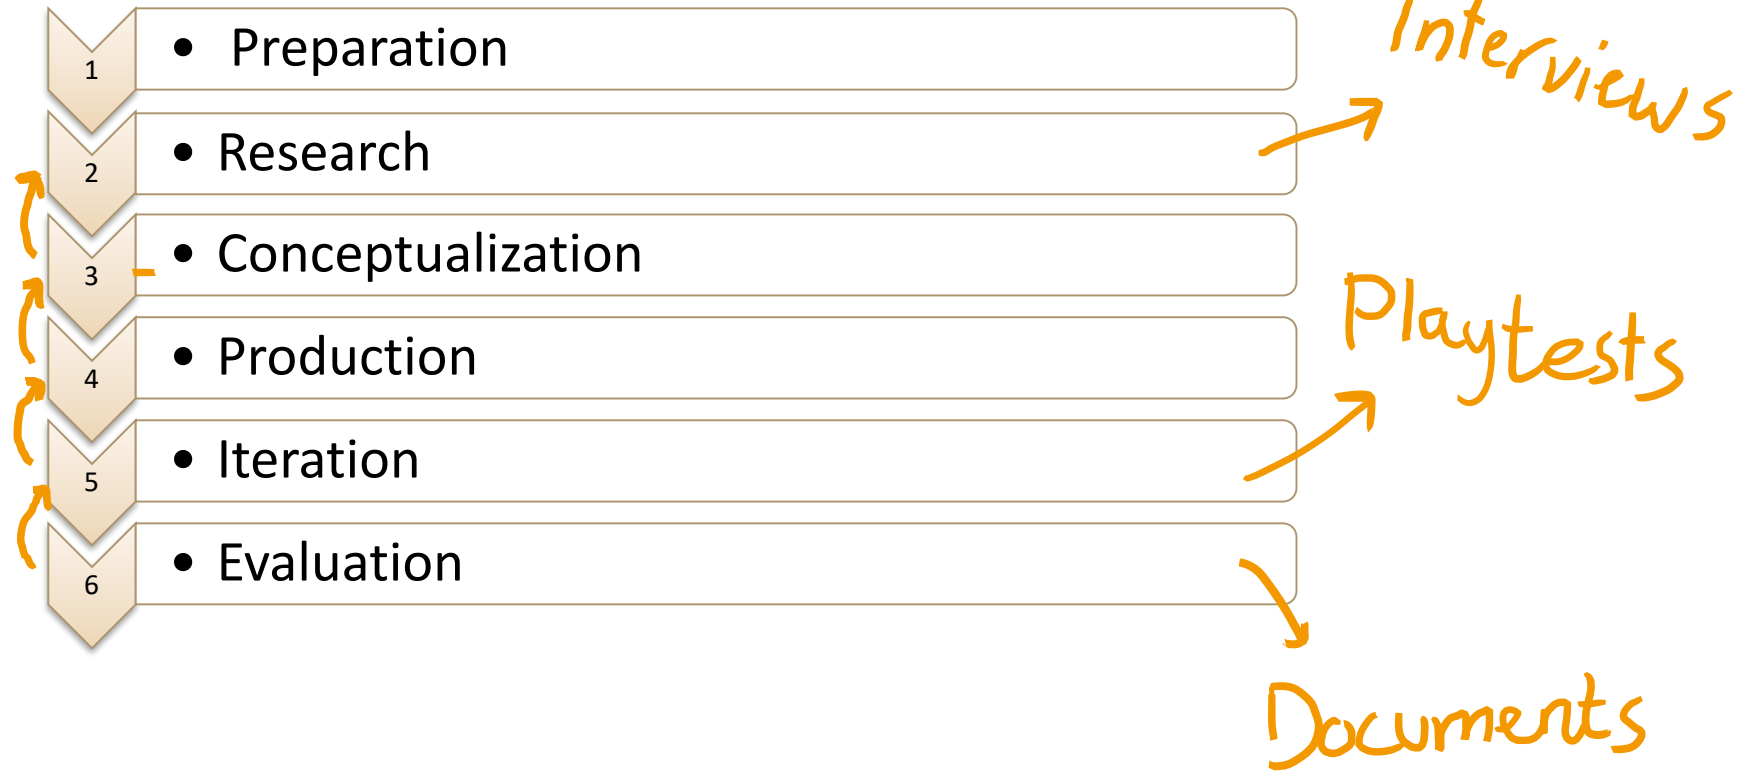 1 • Preparation
Interviews
2 • Research
3 • Conceptualization
Playtests
4 • Production
5 • Iteration
6 • Evaluation
Documents